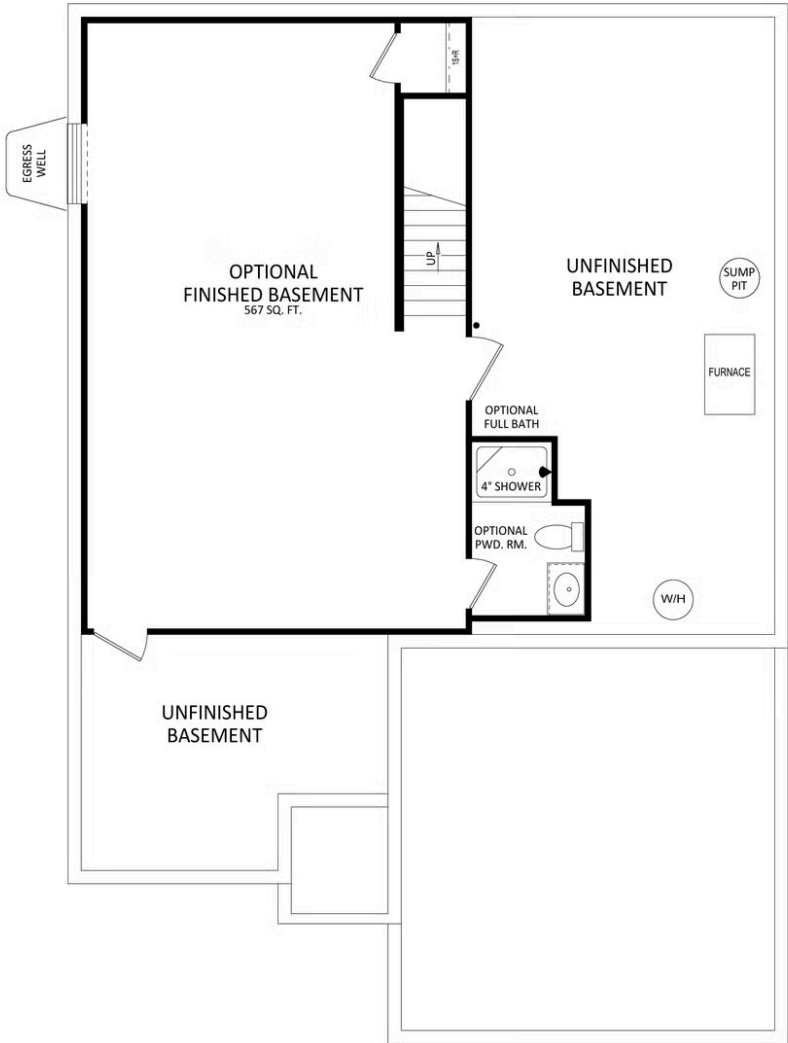 1S+R
EGRESS
WELL
UP
OPTIONAL
FINISHED BASEMENT
567 SQ. FT.
UNFINISHED
BASEMENT
SUMP
PIT
FURNACE
OPTIONAL
FULL BATH
4° SHOWER
OPTIONAL
PWD. RM.
W/H
UNFINISHED
BASEMENT